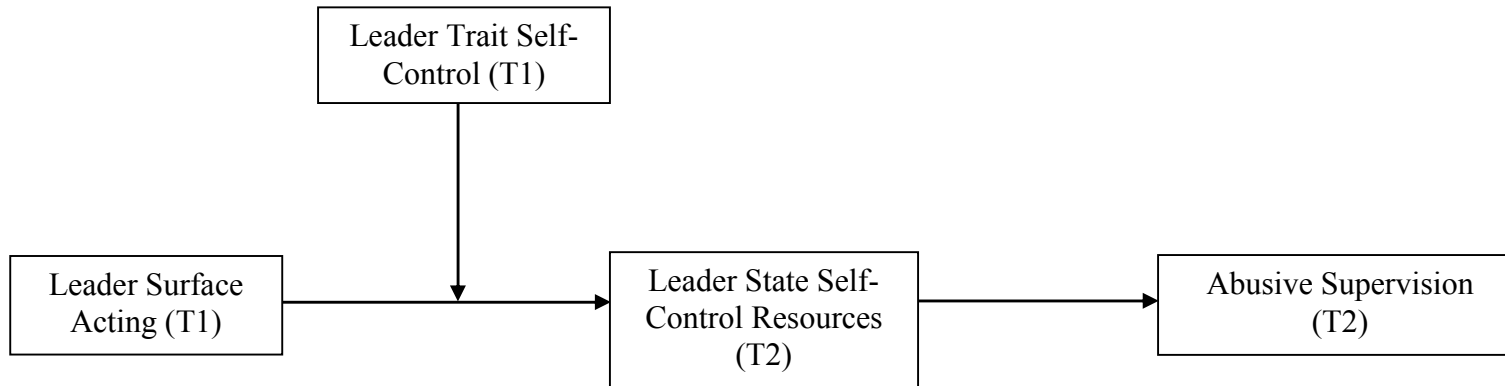 Leader Trait Self-
Control (T1)
Leader Surface
Acting (T1)
Leader State Self-
Control Resources
(T2)
Abusive Supervision
(T2)